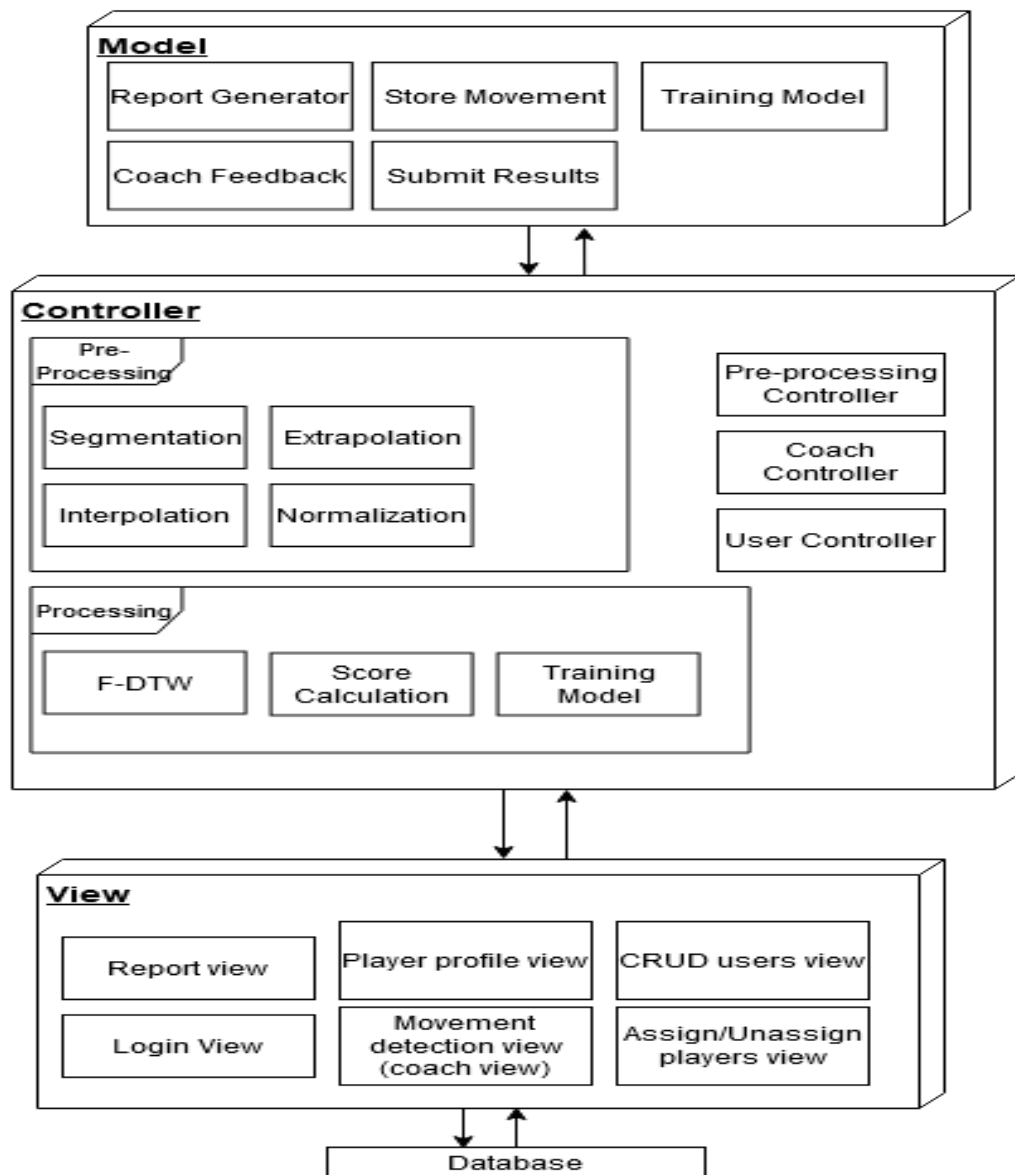 Model
Report Generator
Store Movement
Training Model
Coach Feedback
Submit Results
Controller
Pre-
Processing
Segmentation
Extrapolation
Interpolation
Normalization
Pre-processing
Controller
Coach
Controller
User Controller
Processing
F-DTW
Score
Calculation
Training
Model
View
Report view
Player profile view
CRUD users view
Login View
Movement
detection view
(coach view)
Assign/Unassign
players view
Database